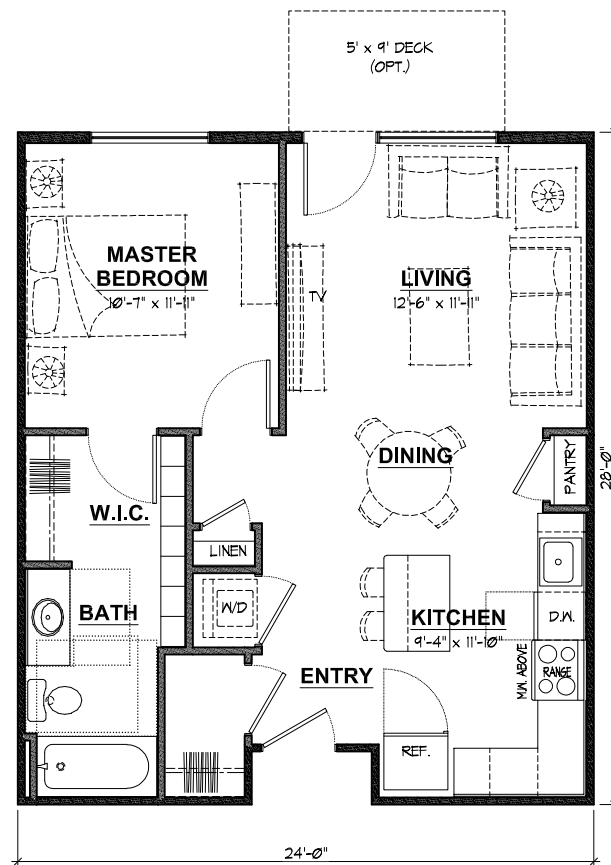 5' x 9' DECK
(OPT.)
MASTER
BEDROOM
10'-7" x 11'-11"
TV
LIVING
12'-6" x 11'-11"
DINING
PANTRY
28'-0"
W.I.C.
LINEN
BATH
W/D
KITCHEN
9'-4" x 11'-10"
D.W.
ENTRY
M.W. ABOVE
RANGE
REF.
24'-0"